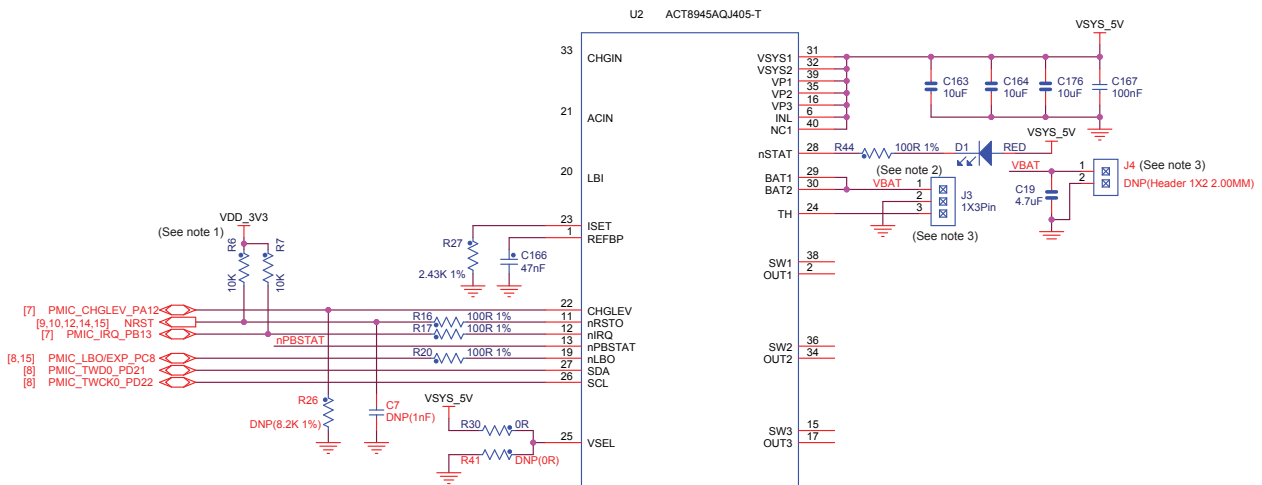 U2 ACT8945AQJ405-T
VSYS_5V
33 CHGIN
21 ACIN
20 LBI
23 ISET
1 REFBP
22 CHGLEV
11 nRSTO
12 nIRQ
13 nPBSTAT
19 nLBO
27 SDA
26 SCL
25 VSEL
VSYS1 31
VSYS2 32
VP1 39
VP2 35
VP3 16
INL 6
NC1 40
nSTAT 28
BAT1 29
BAT2 30
TH 24
SW1 38
OUT1 2
SW2 36
OUT2 34
SW3 15
OUT3 17
C163
10uF
C164
10uF
C176
10uF
C167
100nF
VSYS_5V
R44 100R 1% D1 RED
(See note 2)
VBAT 1
2
3
J3
1X3Pin
(See note 3)
VBAT
C19
4.7uF
1
2
J4 (See note 3)
DNP(Header 1X2 2.00MM)
VDD_3V3
(See note 1)
R6
10K
R7
10K
R27
2.43K 1%
C166
47nF
[7] PMIC_CHGLEV_PA12
[9,10,12,14,15] NRST
[7] PMIC_IRQ_PB13
[8,15] PMIC_LBO/EXP_PC8
[8] PMIC_TWD0_PD21
[8] PMIC_TWCK0_PD22
R16 100R 1%
R17 100R 1%
nPBSTAT
R20 100R 1%
R26
DNP(8.2K 1%)
C7
DNP(1nF)
VSYS_5V
R30 0R
R41 DNP(0R)